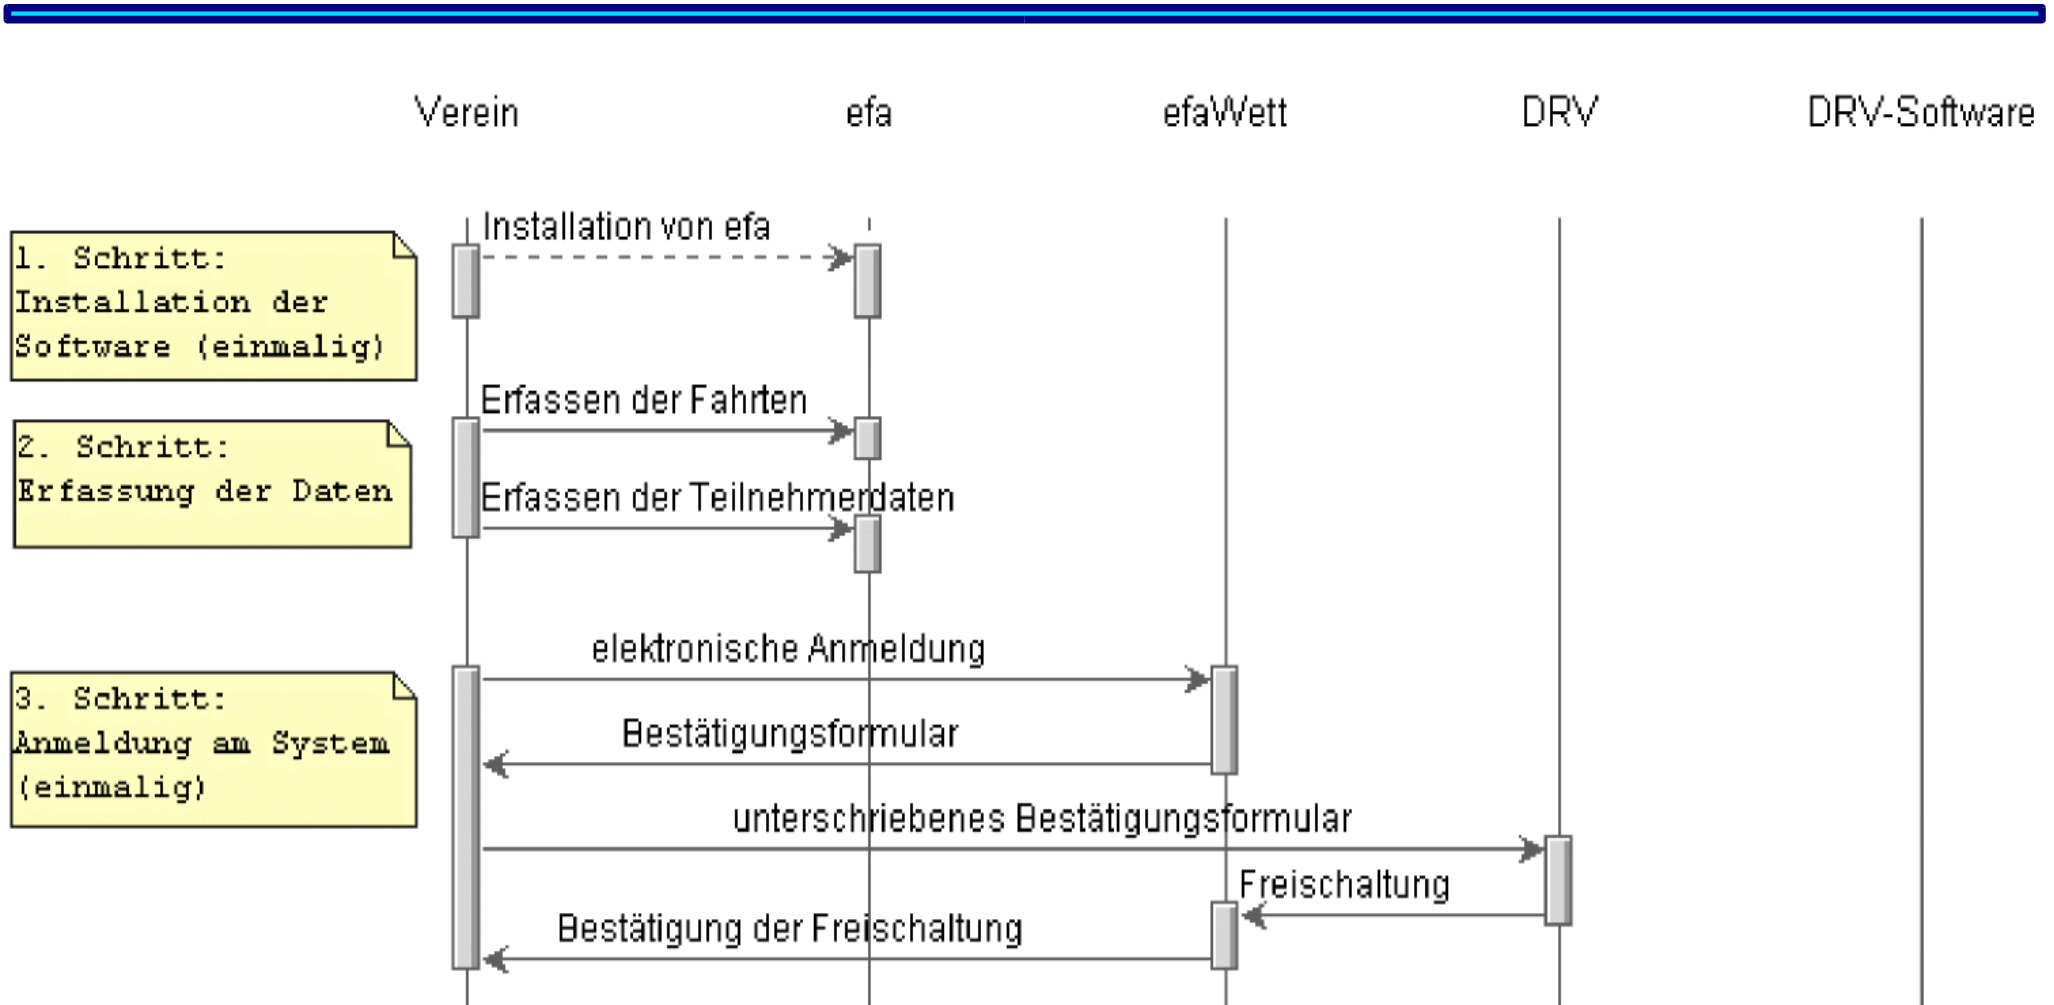 Verein efa efaWett DRV DRV-Software
1. Schritt:
Installation der
Software (einmalig)
Installation von efa
2. Schritt:
Erfassung der Daten
Erfassen der Fahrten
Erfassen der Teilnehmerdaten
3. Schritt:
Anmeldung am System
(einmalig)
elektronische Anmeldung
Bestätigungsformular
unterschriebenes Bestätigungsformular
Freischaltung
Bestätigung der Freischaltung